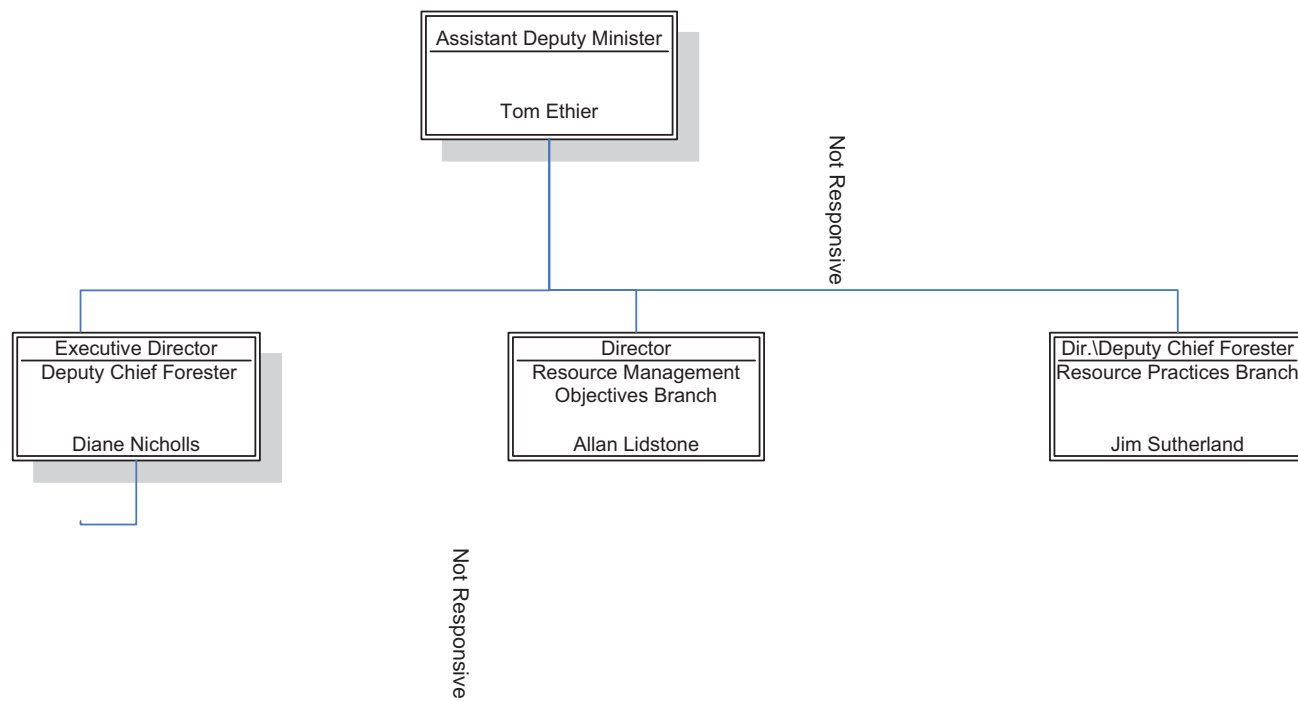 Assistant Deputy Minister
Tom Ethier
Not Responsive
Executive Director
Deputy Chief Forester
Diane Nicholls
Director
Resource Management
Objectives Branch
Allan Lidstone
Dir.\Deputy Chief Forester
Resource Practices Branch
Jim Sutherland
Not Responsive